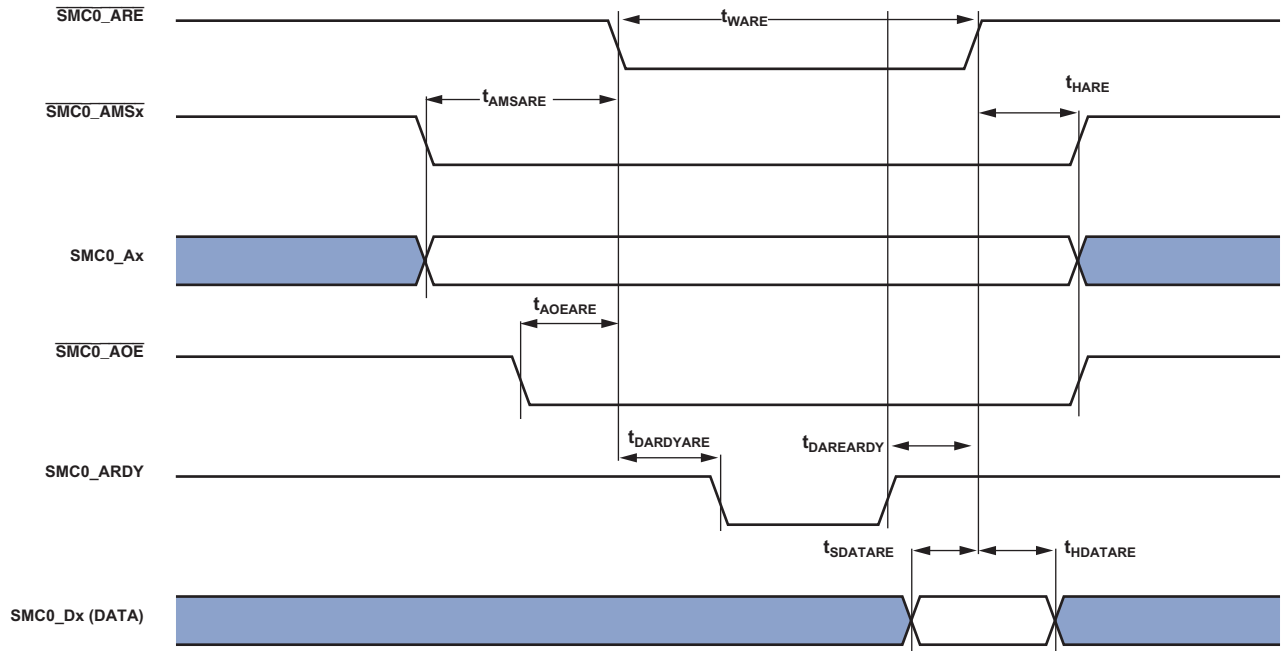 SMC0_ARE
tWARE
SMC0_AMSx
tAMSARE
tHARE
SMC0_Ax
tAOEARE
SMC0_AOE
tDARDYARE
tDAREARDY
SMC0_ARDY
tSDATARE
tHDATARE
SMC0_Dx (DATA)